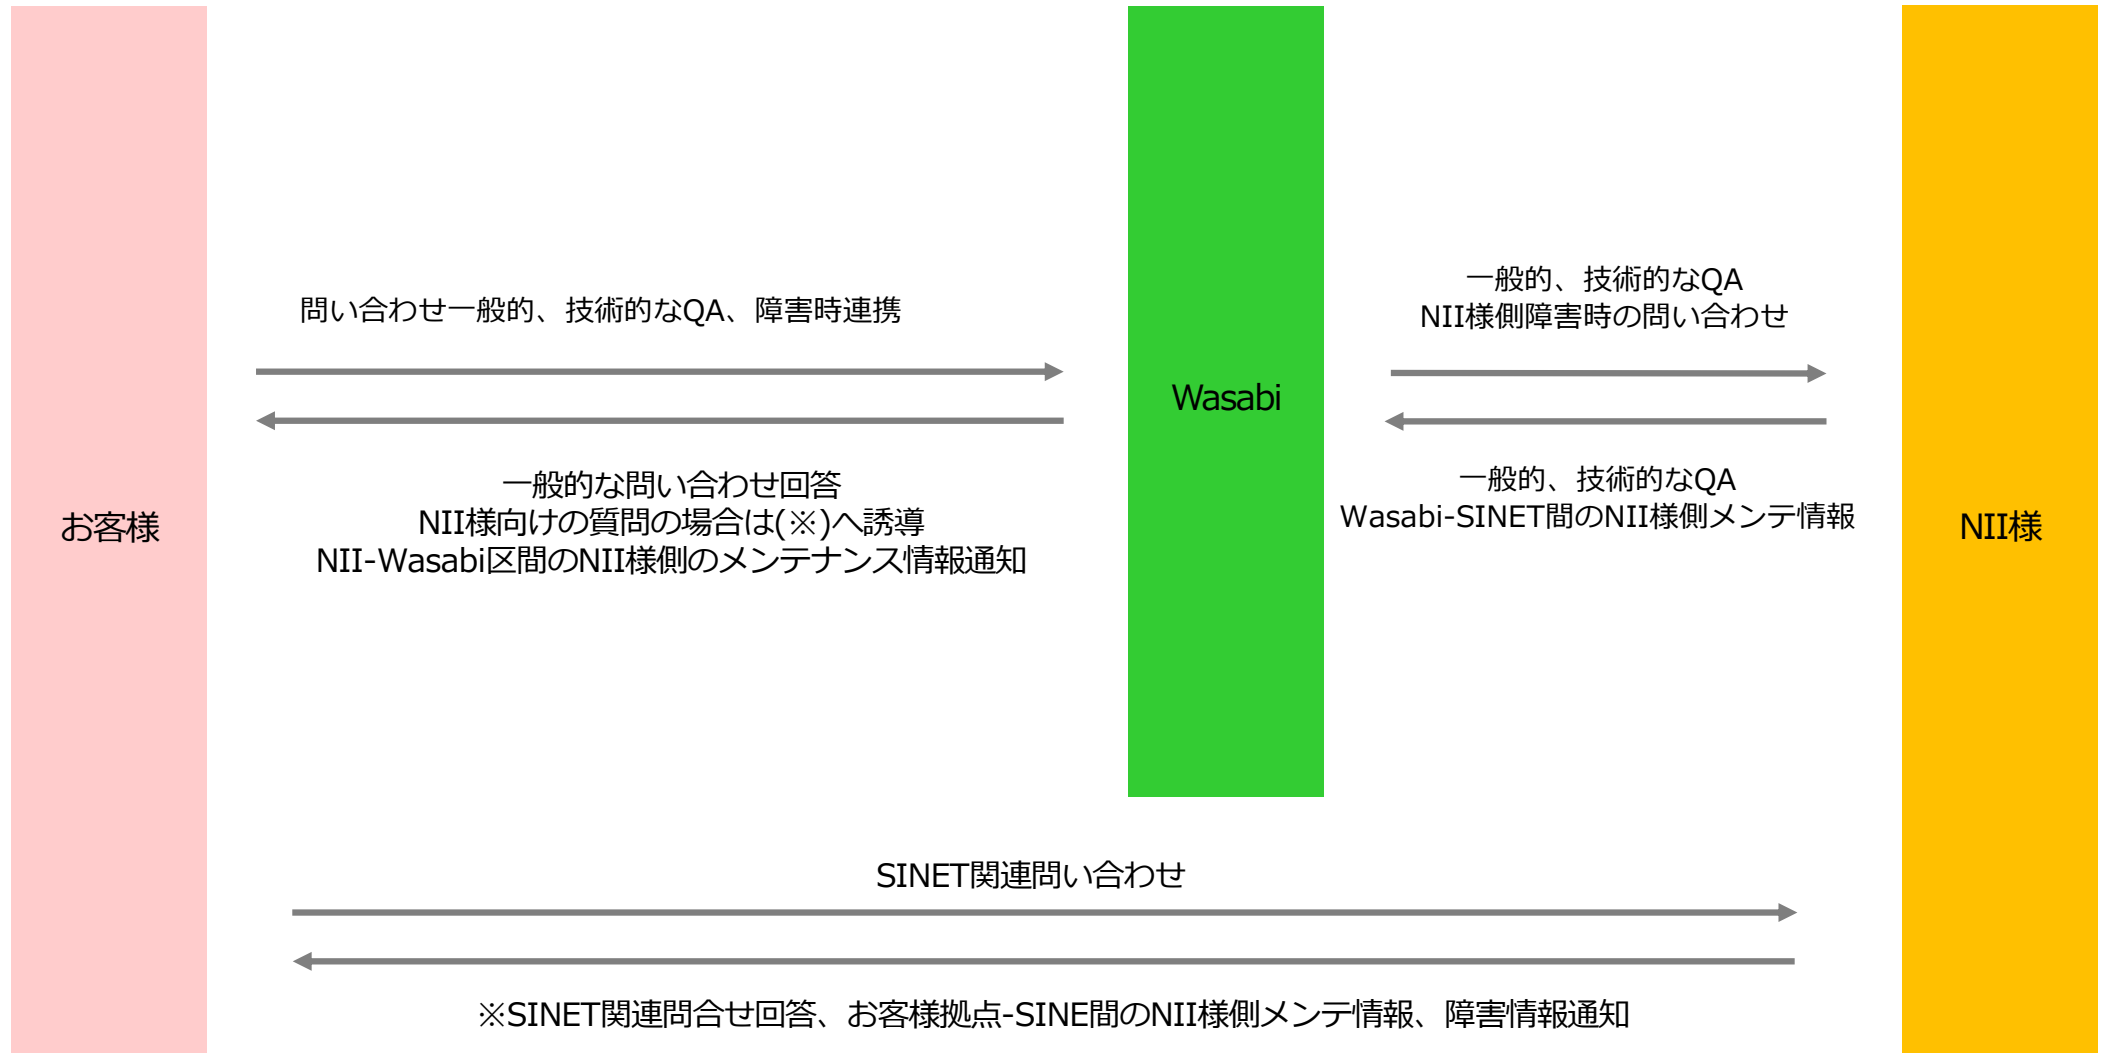 問い合わせ一般的、技術的なQA、障害時連携
一般的、技術的なQA
NII様側障害時の問い合わせ
お客様
Wasabi
NII様
一般的な問い合わせ回答
NII様向けの質問の場合は(※)へ誘導
NII-Wasabi区間のNII様側のメンテナンス情報通知
一般的、技術的なQA
Wasabi-SINET間のNII様側メンテ情報
SINET関連問い合わせ
※SINET関連問合せ回答、お客様拠点-SINE間のNII様側メンテ情報、障害情報通知